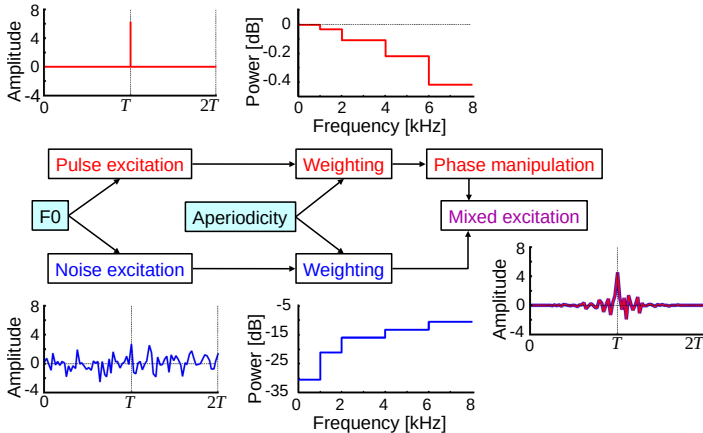 Amplitude
8
4
0
-4
0
T
2T
Power [dB]
0
-0.2
-0.4
0
2
4
6
8
Frequency [kHz]
Pulse excitation
Weighting
Phase manipulation
F0
Aperiodicity
Mixed excitation
Noise excitation
Weighting
Amplitude
8
4
0
-4
0
T
2T
Amplitude
8
4
0
-4
0
T
2T
Power [dB]
-5
-15
-25
-35
0
2
4
6
8
Frequency [kHz]